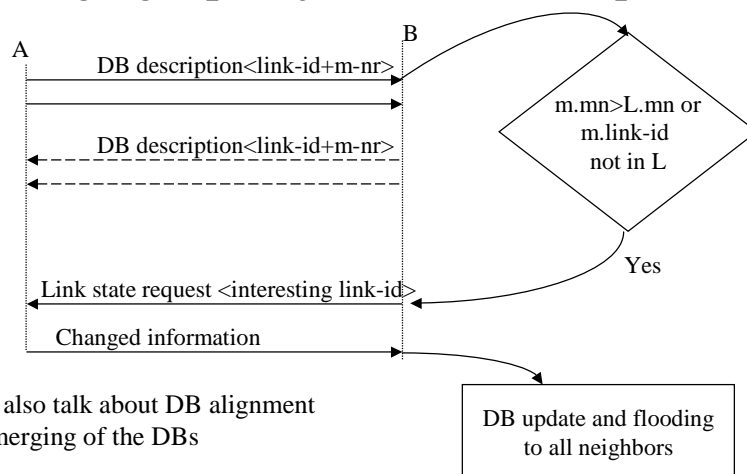 A
B
DB description<link-id+m-nr>
m.mn>L.mn or
m.link-id
not in L
DB description<link-id+m-nr>
Yes
Link state request <interesting link-id>
Changed information
also talk about DB alignment
merging of the DBs
DB update and flooding
to all neighbors